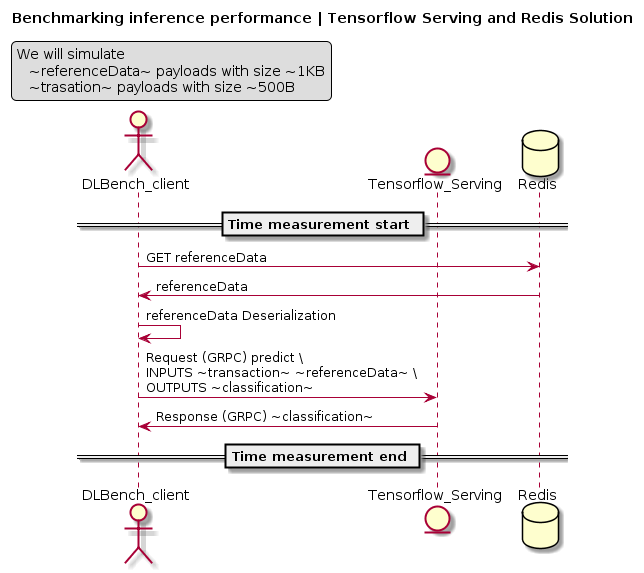 Benchmarking inference performance | Tensorflow Serving and Redis Solution
We will simulate
~referenceData~ payloads with size ~1KB
~trasation~ payloads with size ~500B
DLBench_client
Tensorflow_Serving
Redis
Time measurement start
GET referenceData
referenceData
referenceData Deserialization
Request (GRPC) predict \
INPUTS ~transaction~ ~referenceData~ \
OUTPUTS ~classification~
Response (GRPC) ~classification~
Time measurement end
DLBench_client
Tensorflow_Serving
Redis